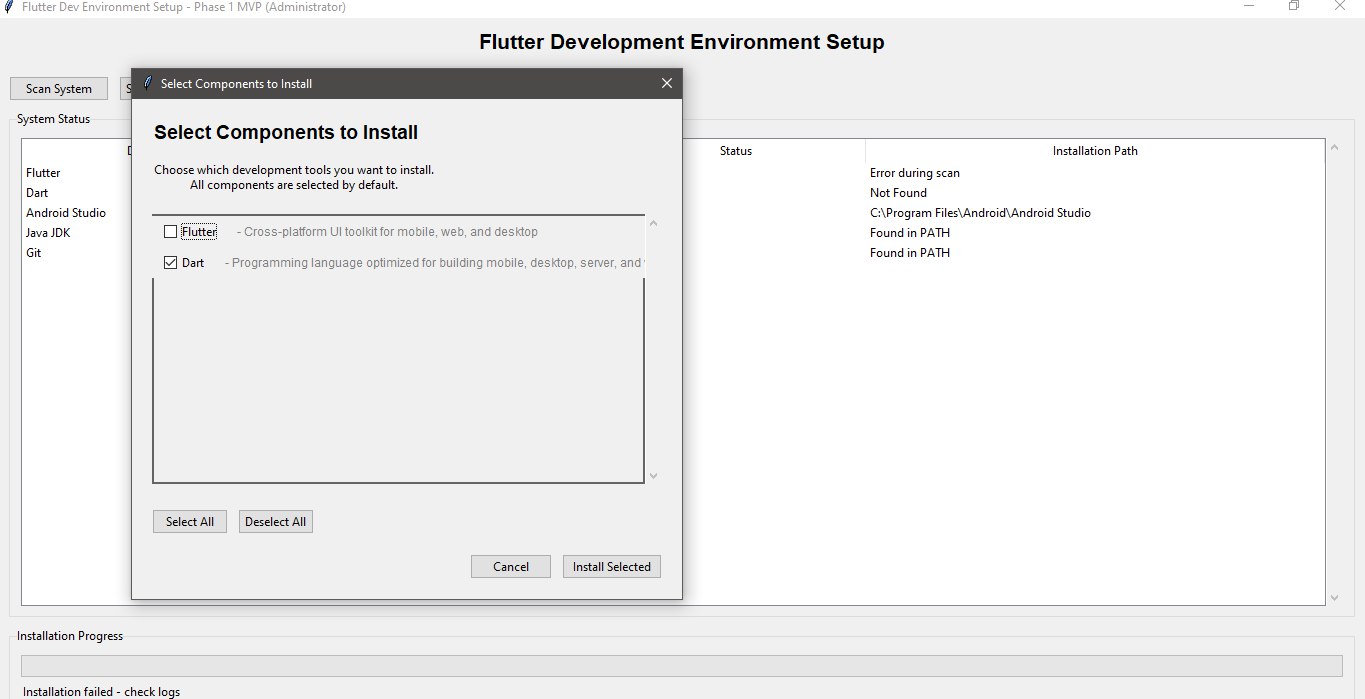 Flutter Dev Environment Setup - Phase 1 MVP (Administrator)
Flutter Development Environment Setup
Scan System
System Status
Status
Installation Path
Flutter
Error during scan
Dart
Not Found
Android Studio
C:\Program Files\Android\Android Studio
Java JDK
Found in PATH
Git
Found in PATH
Select Components to Install
Select Components to Install
Choose which development tools you want to install.
All components are selected by default.
Flutter - Cross-platform UI toolkit for mobile, web, and desktop
Dart - Programming language optimized for building mobile, desktop, server, and
Select All
Deselect All
Cancel
Install Selected
Installation Progress
Installation failed - check logs